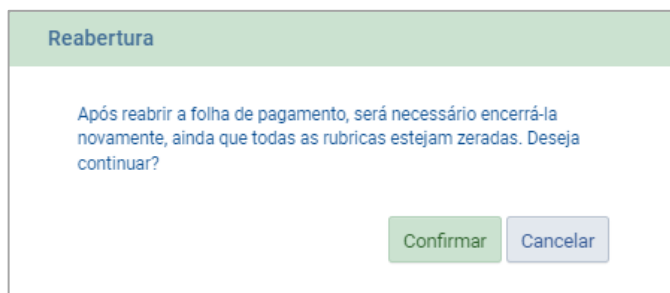 Reabertura
Após reabrir a folha de pagamento, será necessário encerrá-la
novamente, ainda que todas as rubricas estejam zeradas. Deseja
continuar?
Confirmar
Cancelar